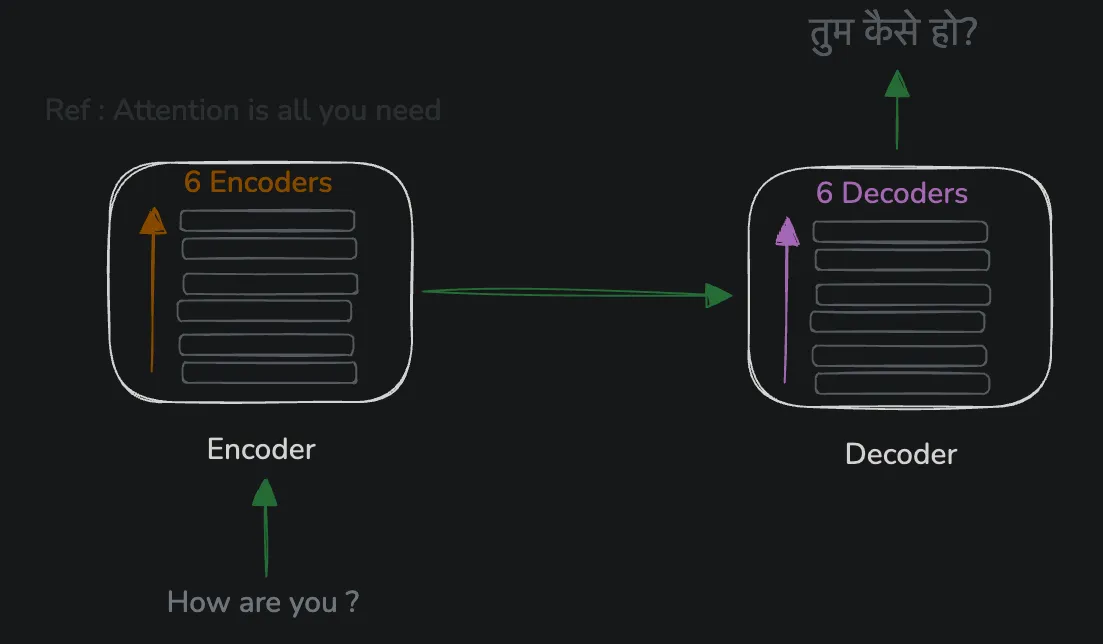 तुम कैसे हो?
Ref : Attention is all you need
6 Encoders
6 Decoders
Encoder
Decoder
How are you ?